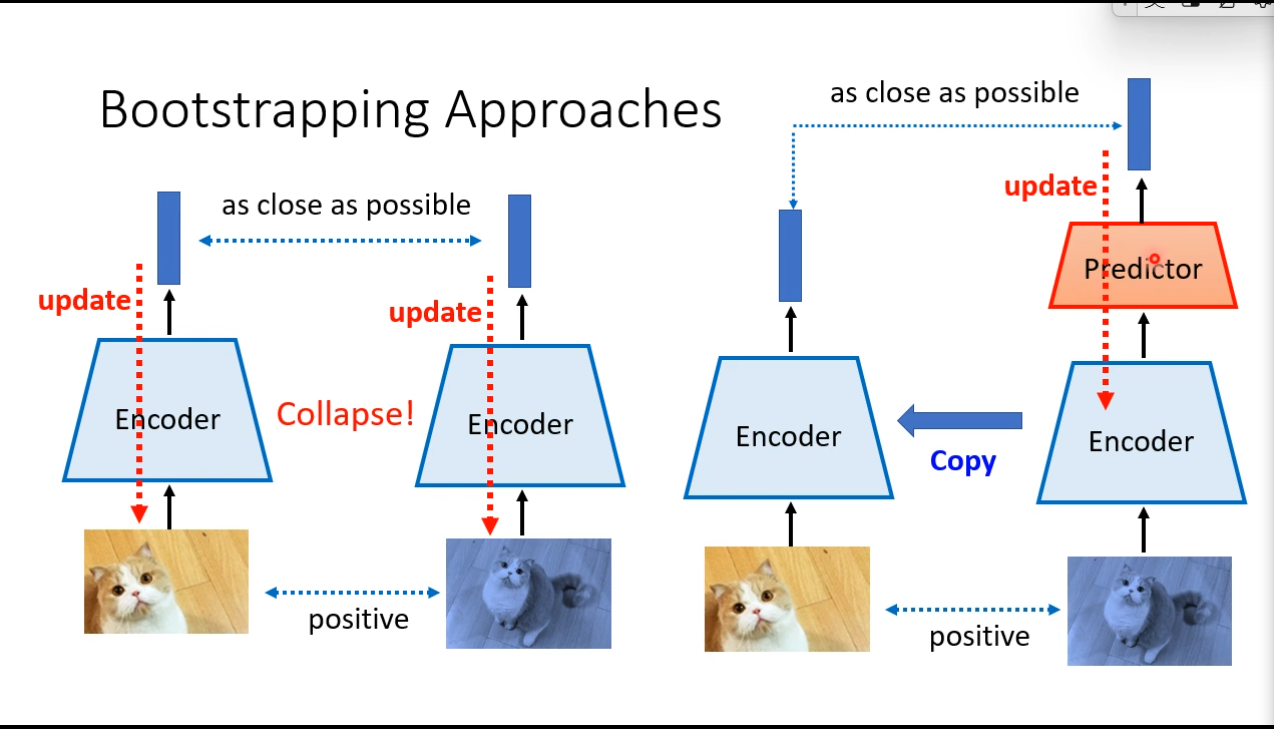 Bootstrapping Approaches
as close as possible
update
update
Encoder
Collapse!
Encoder
positive
as close as possible
update
Predictor
Encoder
Copy
Encoder
positive